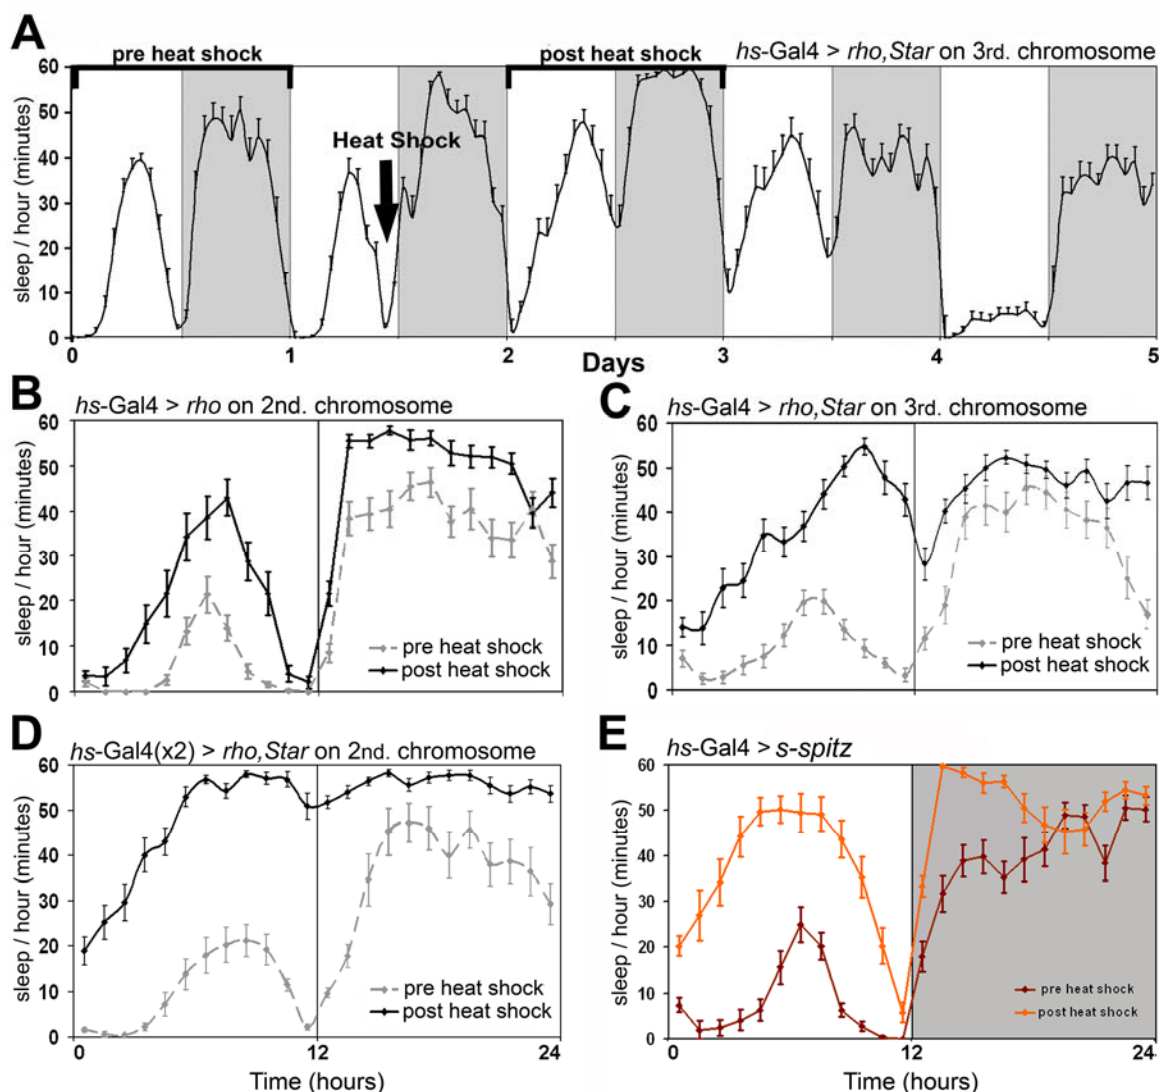 A
pre heat shock
post heat shock
hs-Gal4 > rho,Star on 3rd. chromosome
Heat Shock
sleep / hour (minutes)
60
50
40
30
20
10
0
0
1
2
3
4
5
Days
B
hs-Gal4 > rho on 2nd. chromosome
sleep / hour (minutes)
60
50
40
30
20
10
0
pre heat shock
post heat shock
C
hs-Gal4 > rho,Star on 3rd. chromosome
sleep / hour (minutes)
60
50
40
30
20
10
0
pre heat shock
post heat shock
D
hs-Gal4(x2) > rho,Star on 2nd. chromosome
sleep / hour (minutes)
60
50
40
30
20
10
0
pre heat shock
post heat shock
0
12
24
Time (hours)
E
hs-Gal4 > s-spitz
sleep / hour (minutes)
60
50
40
30
20
10
0
pre heat shock
post heat shock
0
12
24
Time (hours)